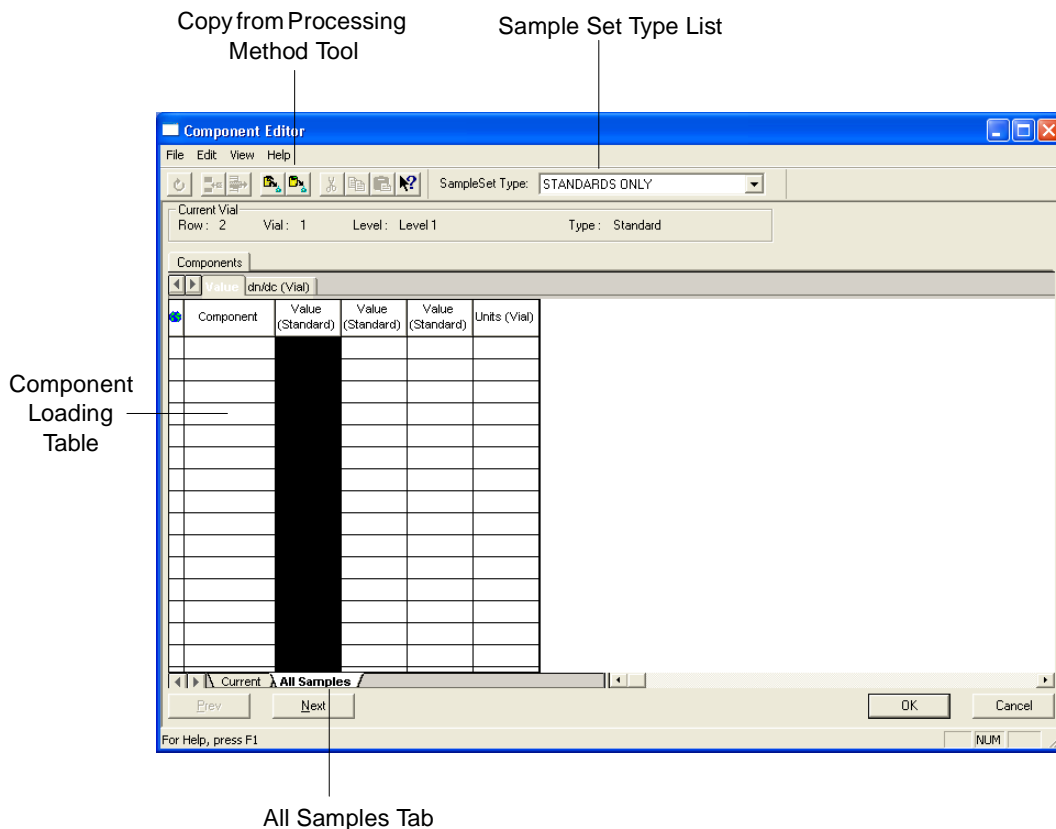 Copy from Processing
Method Tool
Sample Set Type List
Component Editor
File Edit View Help
SampleSet Type: STANDARDS ONLY
Current Vial
Row: 2 Vial: 1 Level: Level 1 Type: Standard
Components
Value dn/dc (Vial)
Component Value (Standard) Value (Standard) Value (Standard) Units (Vial)
Component
Loading
Table
Current All Samples
Prev Next OK Cancel
For Help, press F1 NUM
All Samples Tab